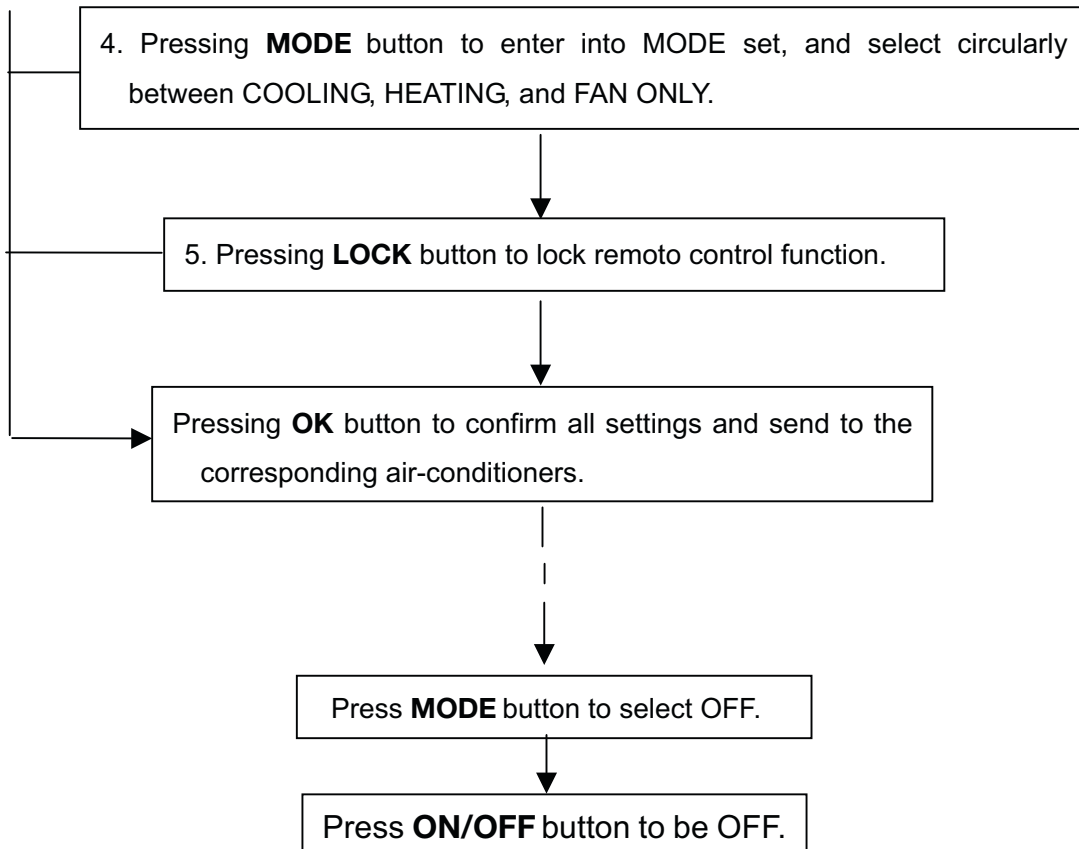 4. Pressing MODE button to enter into MODE set, and select circularly
between COOLING, HEATING, and FAN ONLY.
5. Pressing LOCK button to lock remoto control function.
Pressing OK button to confirm all settings and send to the
corresponding air-conditioners.
Press MODE button to select OFF.
Press ON/OFF button to be OFF.